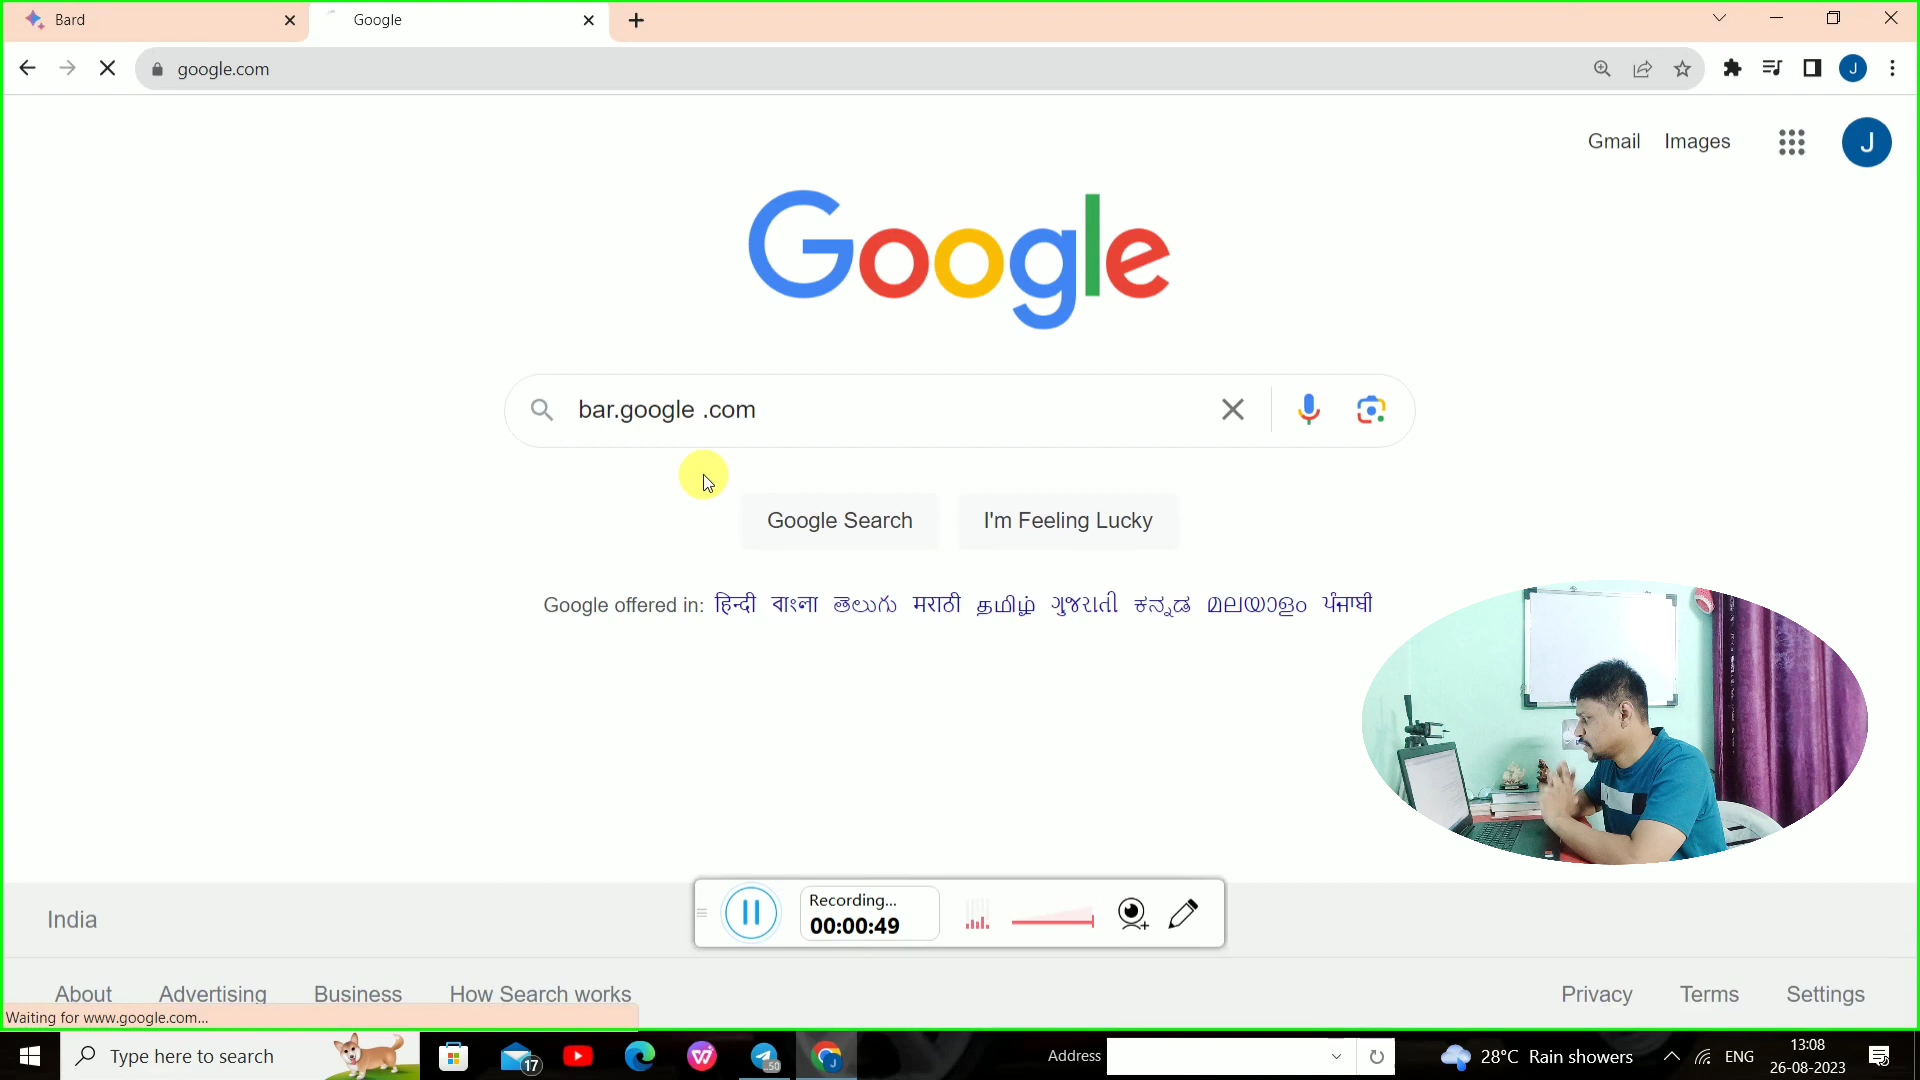 Bard
Google
google.com
J
Gmail Images
J
Google
bar.google .com
Google Search I'm Feeling Lucky
Google offered in: हिन्दी বাংলা తెలుగు मराठी தமிழ் ગુજરાતી ಕನ್ನಡ മലയാളം ਪੰਜਾਬੀ
India
Recording...
00:00:49
About Advertising Business How Search works Privacy Terms Settings
Waiting for www.google.com...
Type here to search 17 .50 J Address 28°C Rain showers ENG
13:08
26-08-2023